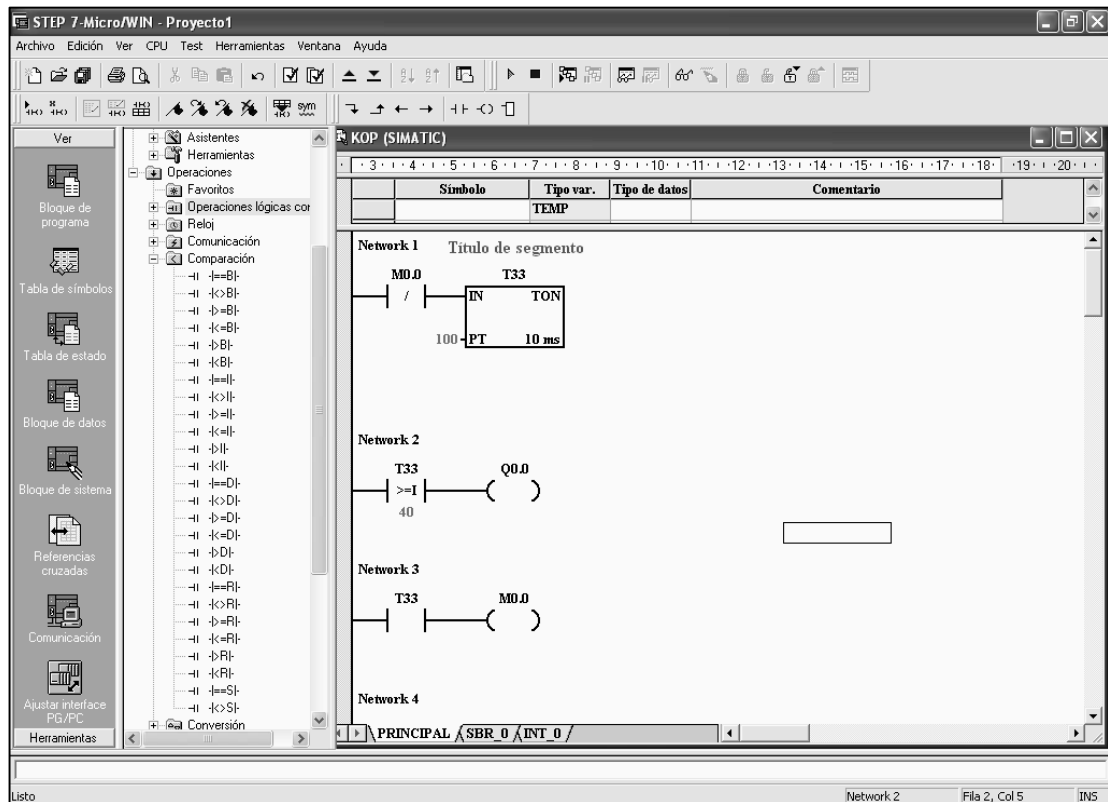 STEP 7-Micro/WIN - Proyecto1
Archivo Edición Ver CPU Test Herramientas Ventana Ayuda
sym
Ver
Bloque de
programa
Tabla de símbolos
Tabla de estado
Bloque de datos
Bloque de sistema
Referencias
cruzadas
Comunicación
Ajustar interface
PG/PC
Herramientas
Asistentes
Herramientas
Operaciones
Favoritos
Operaciones lógicas con
Reloj
Comunicación
Comparación
-|==B|-
-|<>B|-
-|>=B|-
-|<=B|-
-|>B|-
-|<B|-
-|==I|-
-|<>I|-
-|>=I|-
-|<=I|-
-|>I|-
-|<I|-
-|==D|-
-|<>D|-
-|>=D|-
-|<=D|-
-|>D|-
-|<D|-
-|==R|-
-|<>R|-
-|>=R|-
-|<=R|-
-|>R|-
-|<R|-
-|==S|-
-|<>S|-
Conversión
KOP (SIMATIC)
3 4 5 6 7 8 9 10 11 12 13 14 15 16 17 18 19 20
Símbolo Tipo var. Tipo de datos Comentario
TEMP
Network 1 Título de segmento
M0.0 T33
/ IN TON
100 PT 10 ms
Network 2
T33 Q0.0
>=I
40
Network 3
T33 M0.0
Network 4
PRINCIPAL SBR_0 INT_0
Listo Network 2 Fila 2, Col 5 INS